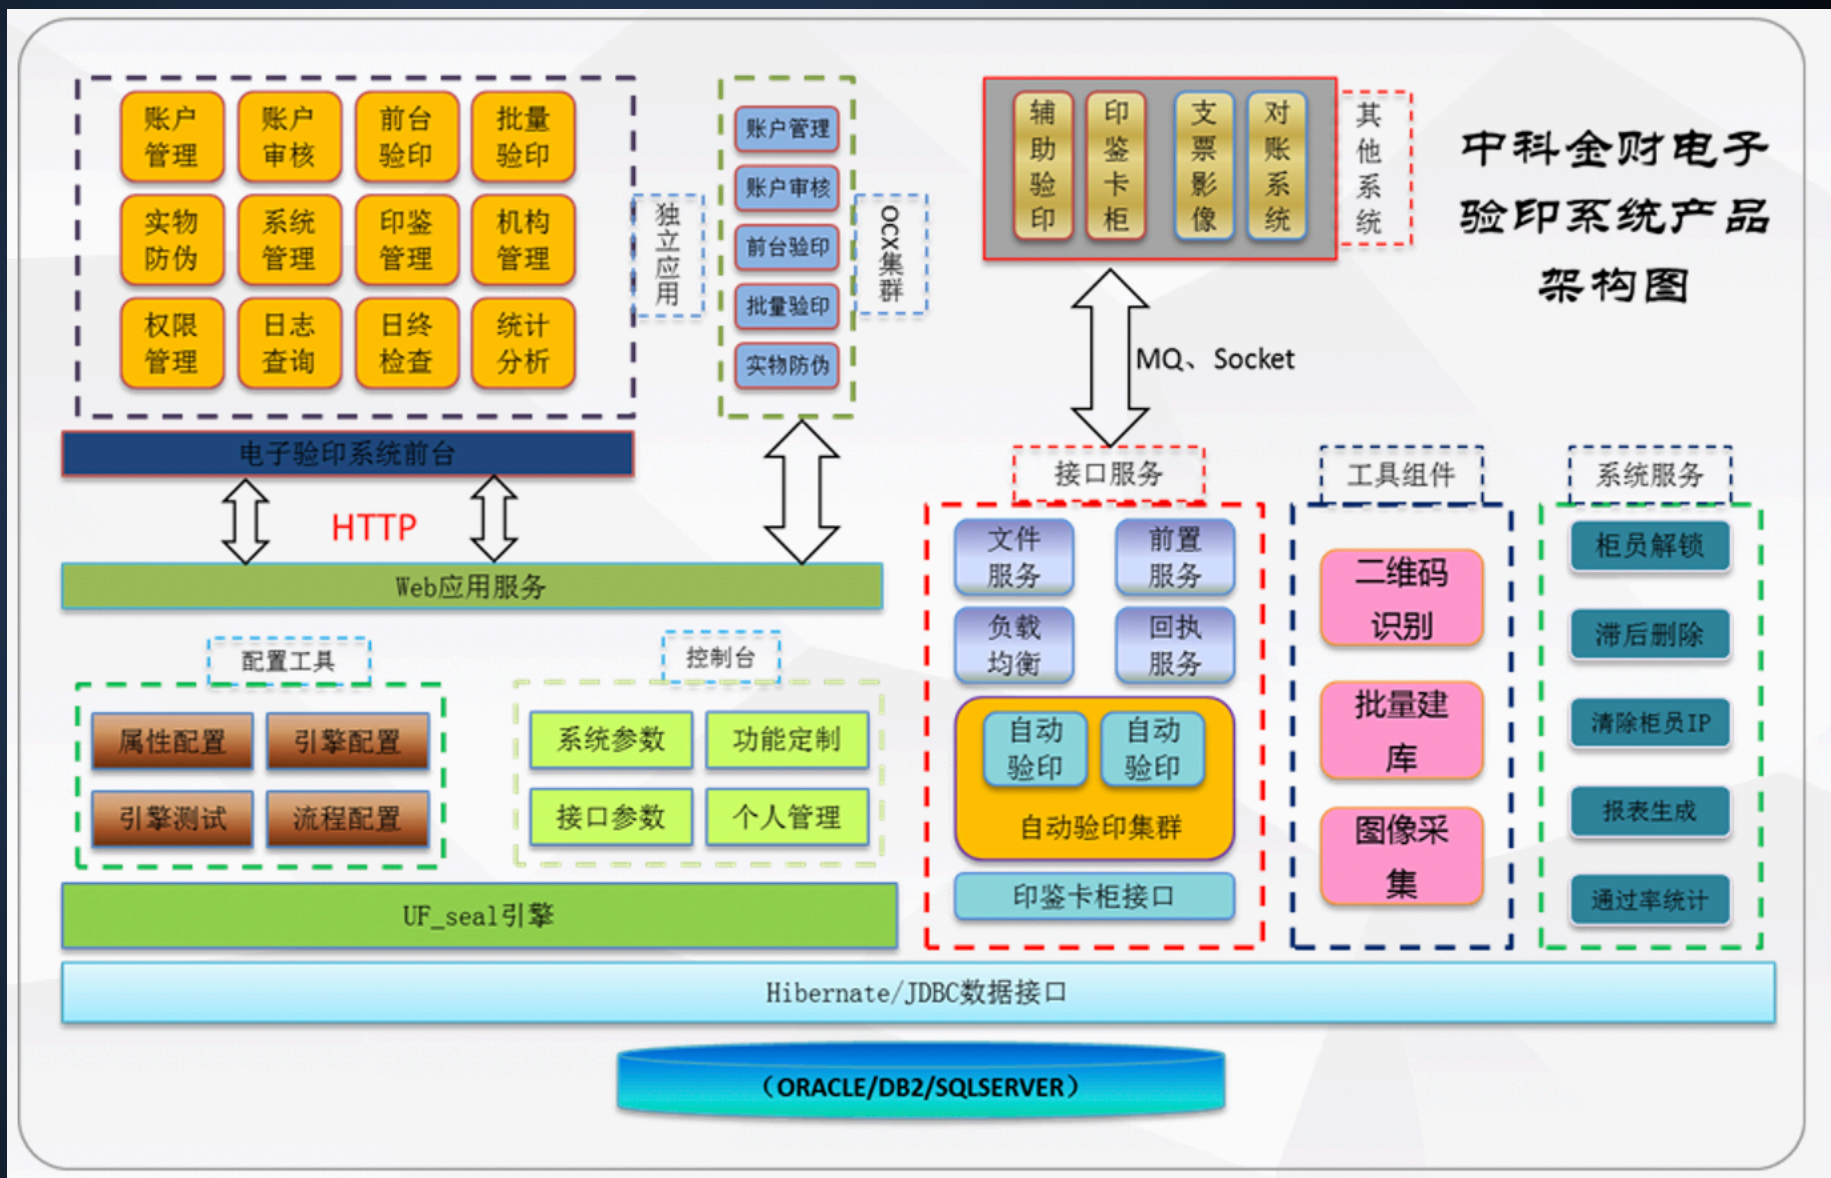 中科金财电子
验印系统产品
架构图
账户
管理
账户
审核
前台
验印
批量
验印
实物
防伪
系统
管理
印鉴
管理
机构
管理
权限
管理
日志
查询
日终
检查
统计
分析
独立应用
账户管理
账户审核
前台验印
批量验印
实物防伪
OCX集群
辅助验印
印鉴卡柜
支票影像
对账系统
其他系统
MQ、Socket
电子验印系统前台
HTTP
Web应用服务
配置工具
属性配置
引擎配置
引擎测试
流程配置
控制台
系统参数
功能定制
接口参数
个人管理
UF_seal引擎
接口服务
文件
服务
前置
服务
负载
均衡
回执
服务
自动
验印
自动
验印
自动验印集群
印鉴卡柜接口
工具组件
二维码
识别
批量建
库
图像采
集
系统服务
柜员解锁
滞后删除
清除柜员IP
报表生成
通过率统计
Hibernate/JDBC数据接口
（ORACLE/DB2/SQLSERVER）